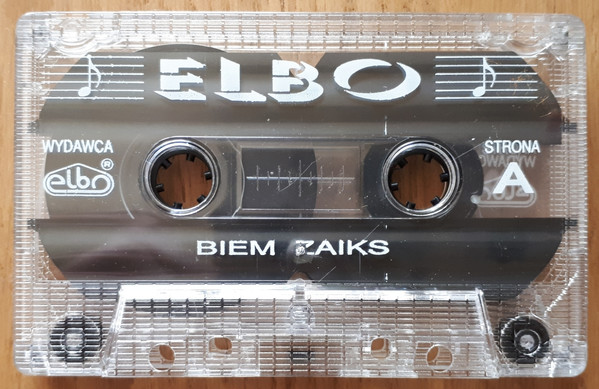 ELBO
WYDAWCA
elbo®
STRONA
A
BIEM ZAIKS